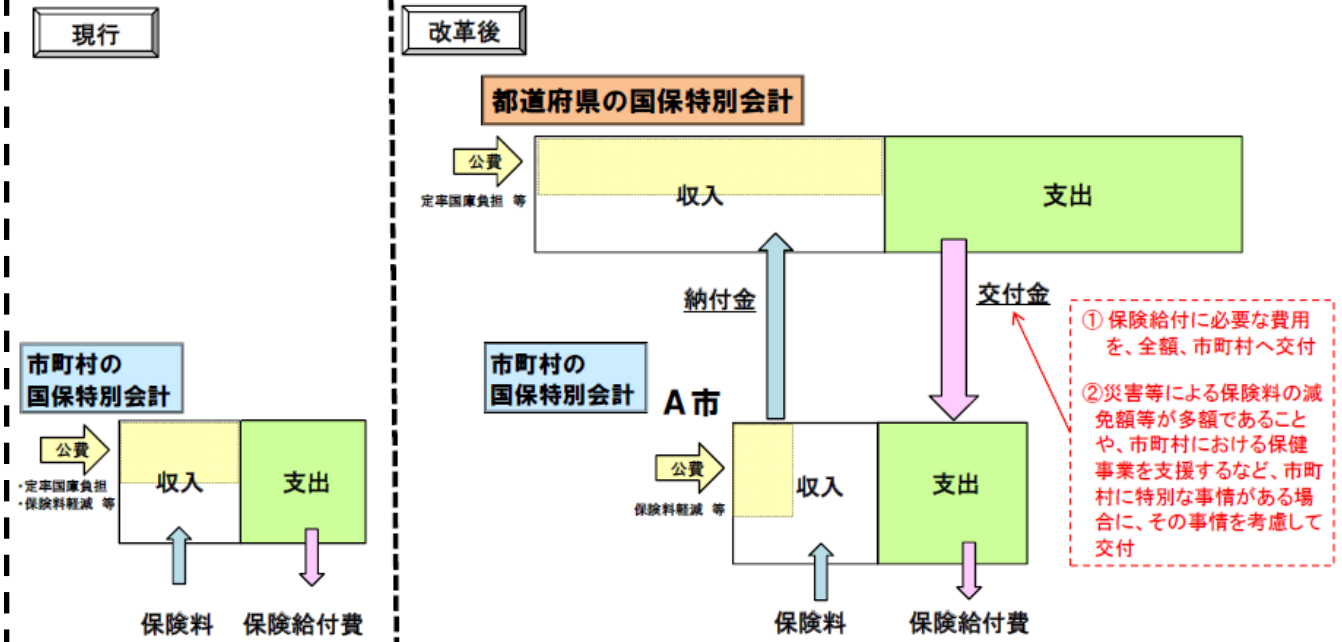 現行
市町村の
国保特別会計
公費
・定率国庫負担
・保険料軽減 等
収入
支出
保険料
保険給付費
改革後
都道府県の国保特別会計
公費
定率国庫負担 等
収入
支出
納付金
交付金
① 保険給付に必要な費用
を、全額、市町村へ交付
②災害等による保険料の減
免額等が多額であること
や、市町村における保健
事業を支援するなど、市町
村に特別な事情がある場
合に、その事情を考慮して
交付
市町村の
国保特別会計
A市
公費
保険料軽減 等
収入
支出
保険料
保険給付費